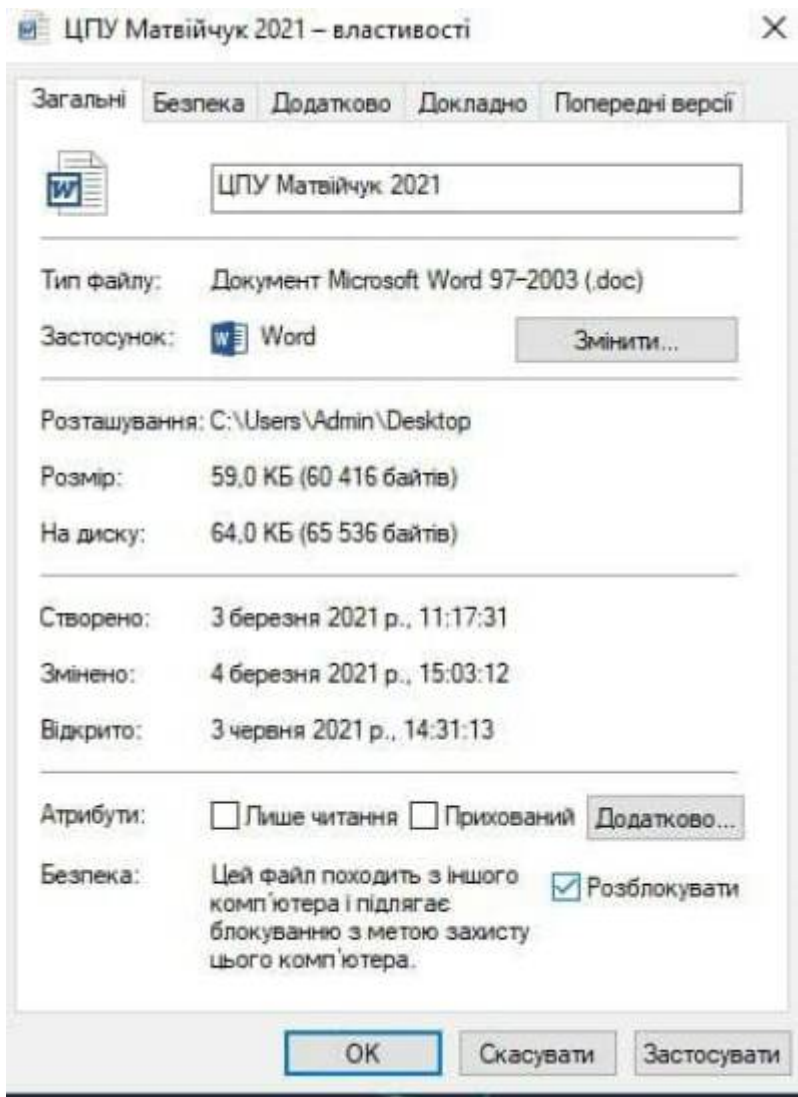 ЦПУ Матвійчук 2021 – властивості
Загальні Безпека Додатково Докладно Попередні версії
ЦПУ Матвійчук 2021
Тип файлу: Документ Microsoft Word 97–2003 (.doc)
Застосунок: Word Змінити...
Розташування: C:\Users\Admin\Desktop
Розмір: 59,0 КБ (60 416 байтів)
На диску: 64,0 КБ (65 536 байтів)
Створено: 3 березня 2021 р., 11:17:31
Змінено: 4 березня 2021 р., 15:03:12
Відкрито: 3 червня 2021 р., 14:31:13
Атрибути: Лише читання Прихований Додатково...
Безпека: Цей файл походить з іншого Розблокувати
комп'ютера і підлягає
блокуванню з метою захисту
цього комп'ютера.
OK Скасувати Застосувати